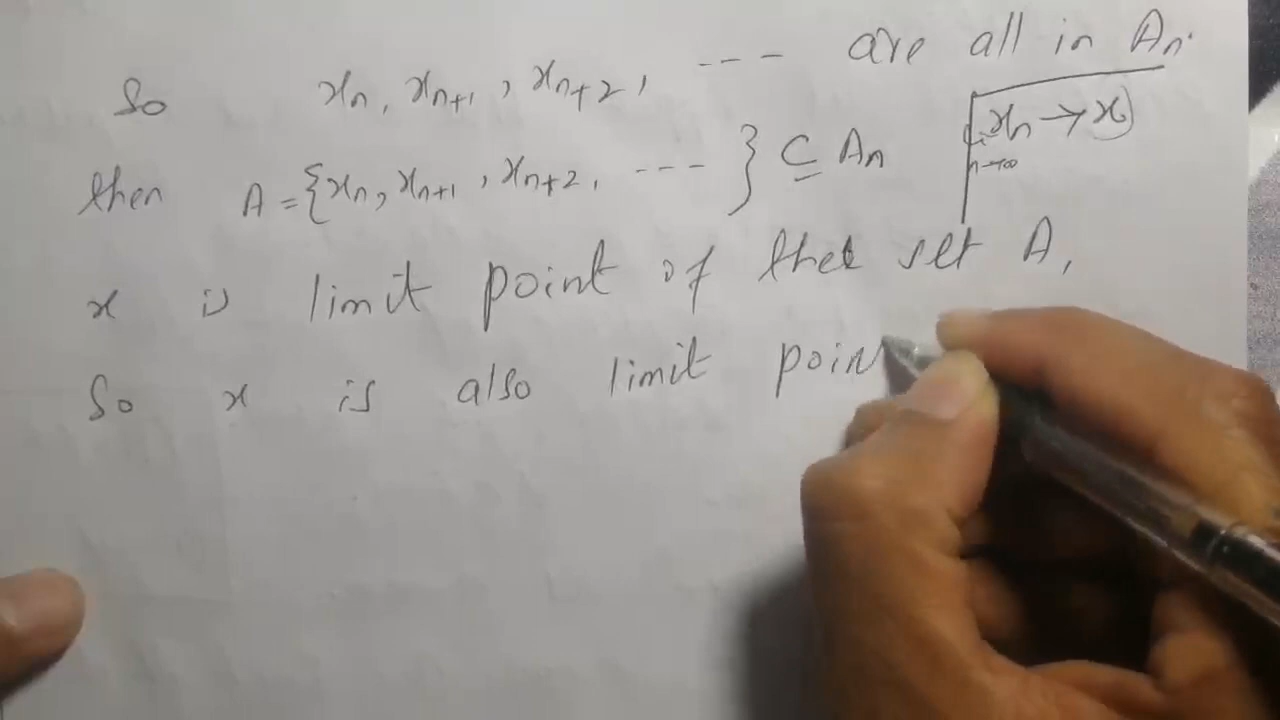 So xn, xn+1, xn+2, --- are all in An.
then A = {xn, xn+1, xn+2, --- } ⊆ An
xn → x
n→∞
x is limit point of the set A,
So x is also limit poin